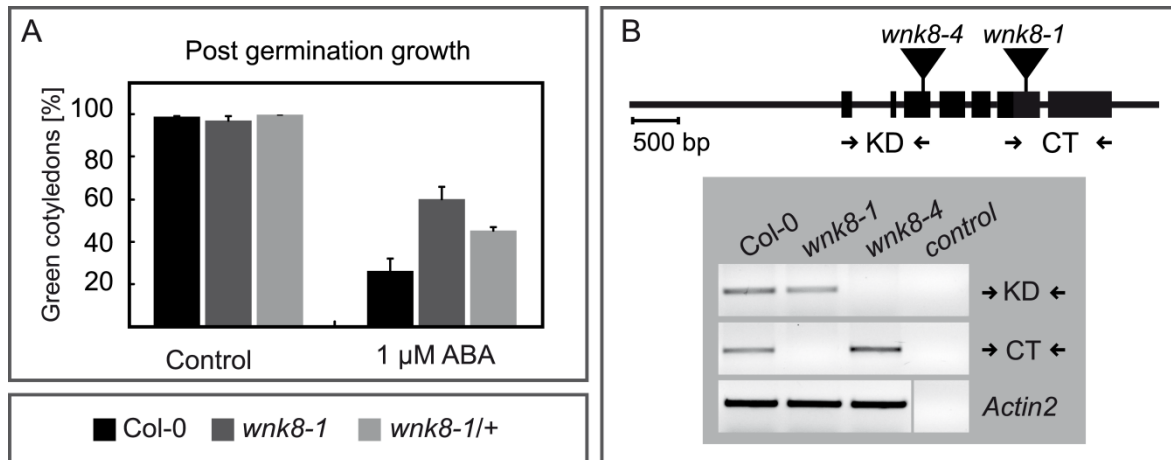 A
Post germination growth
Green cotyledons [%]
100
80
60
40
20
Control
1 µM ABA
Col-0
wnk8-1
wnk8-1/+
B
wnk8-4 wnk8-1
500 bp
→ KD ←
→ CT ←
Col-0 wnk8-1 wnk8-4 control
→ KD ←
→ CT ←
Actin2